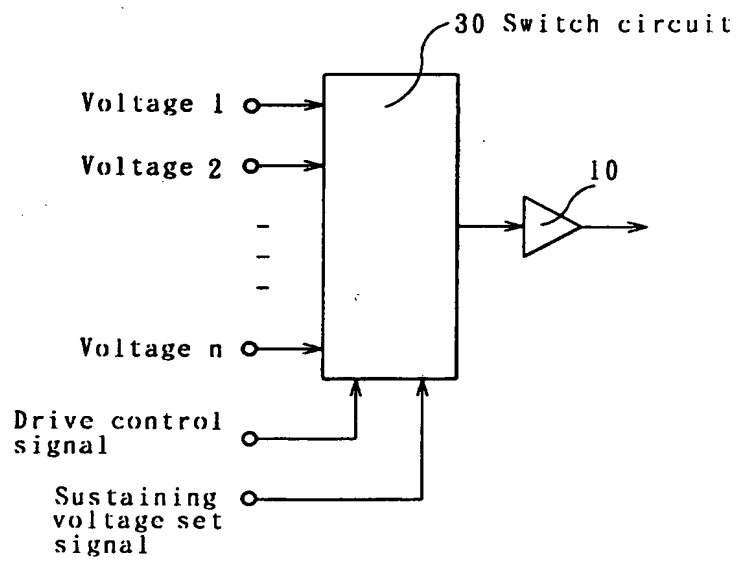 30 Switch circuit
Voltage 1
Voltage 2
10
Voltage n
Drive control
signal
Sustaining
voltage set
signal